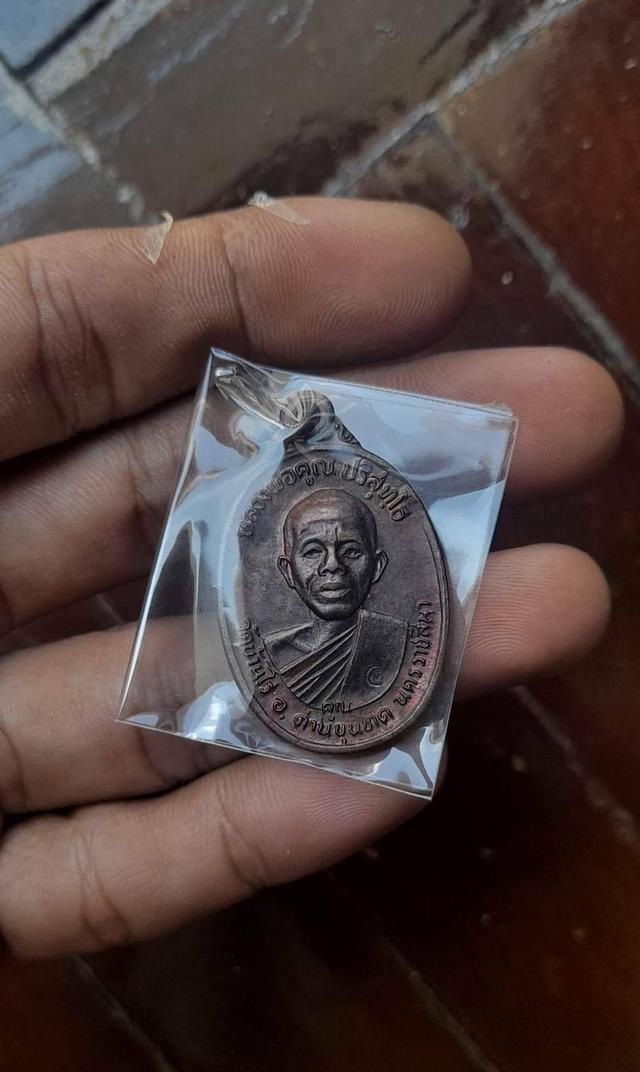 หลวงพ่อคูณ ปริสุทฺโธ
คูณ
วัดบ้านไร่ อ. ด่านขุนทด นครราชสีมา